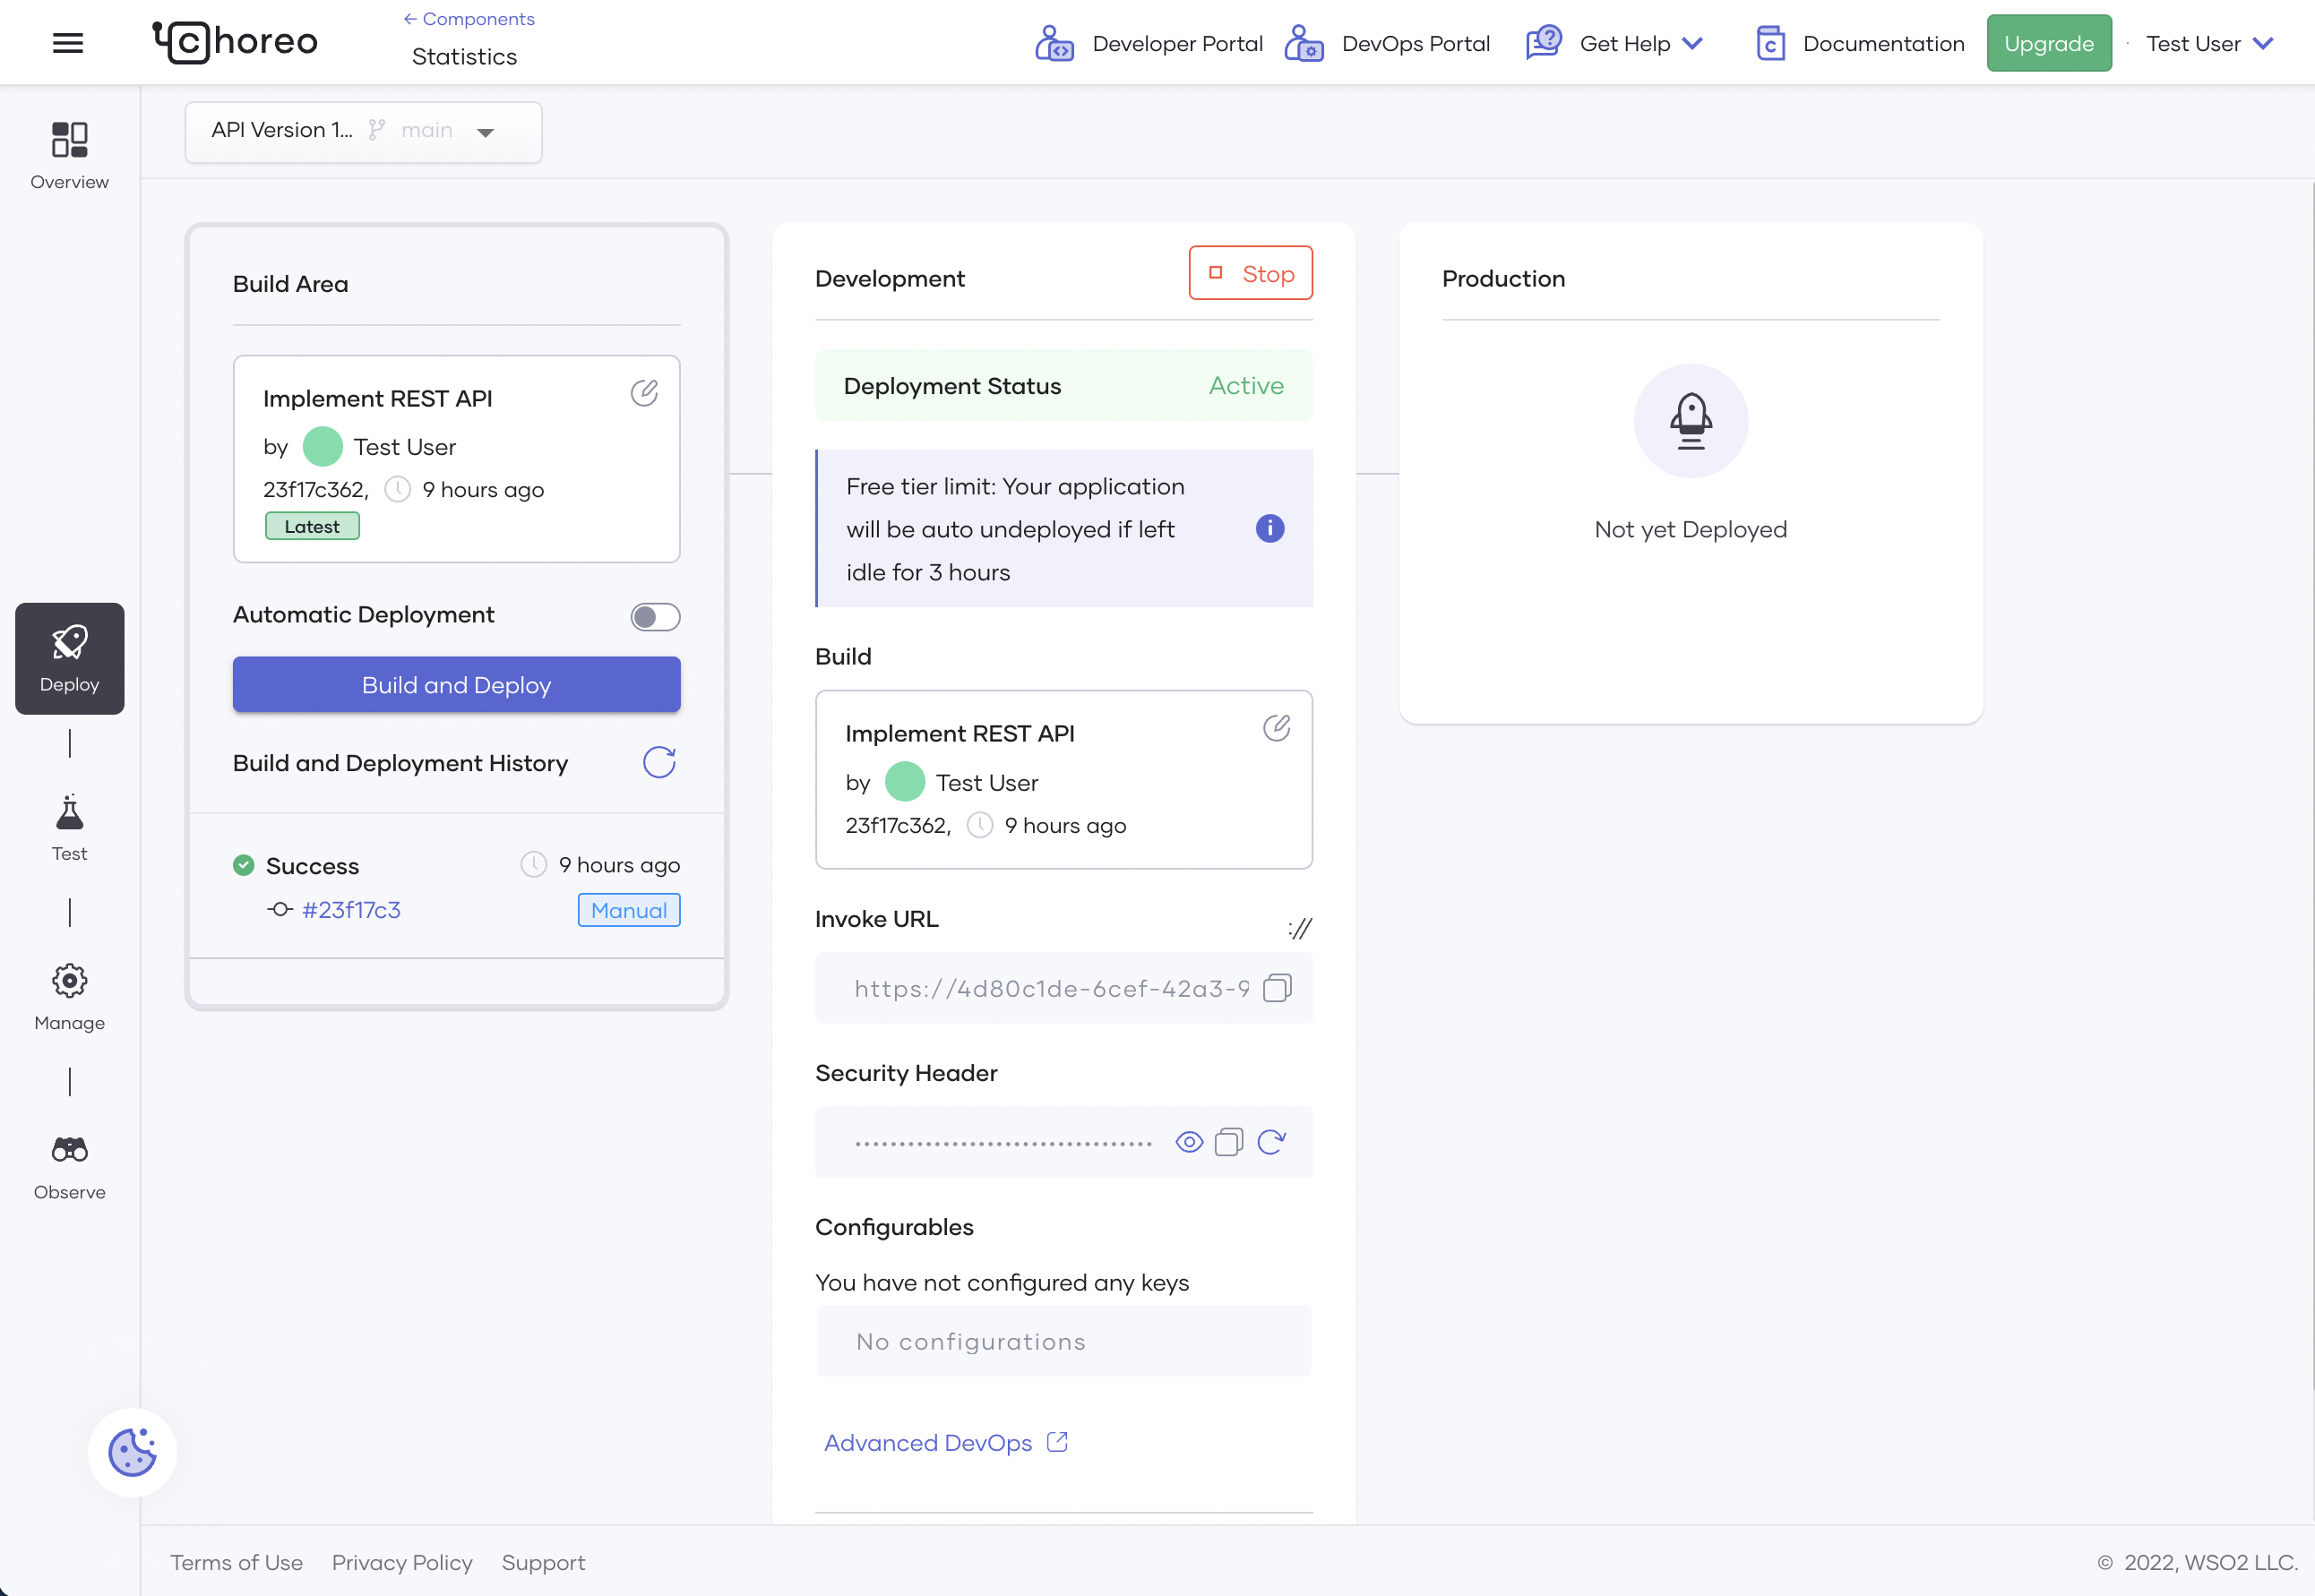 choreo
← Components
Statistics
Developer Portal
DevOps Portal
Get Help
Documentation
Upgrade
Test User
API Version 1...
main
Overview
Deploy
Test
Manage
Observe
Build Area
Implement REST API
by Test User
23f17c362, 9 hours ago
Latest
Automatic Deployment
Build and Deploy
Build and Deployment History
Success 9 hours ago
#23f17c3 Manual
Development
Stop
Deployment Status Active
Free tier limit: Your application
will be auto undeployed if left
idle for 3 hours
Build
Implement REST API
by Test User
23f17c362, 9 hours ago
Invoke URL
://
https://4d80c1de-6cef-42a3-9
Security Header
Configurables
You have not configured any keys
No configurations
Advanced DevOps
Production
Not yet Deployed
Terms of Use
Privacy Policy
Support
© 2022, WSO2 LLC.